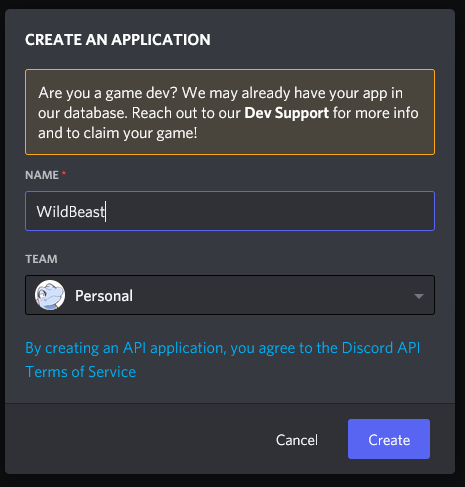 CREATE AN APPLICATION
Are you a game dev? We may already have your app in
our database. Reach out to our Dev Support for more info
and to claim your game!
NAME *
WildBeast
TEAM
Personal
By creating an API application, you agree to the Discord API
Terms of Service
Cancel Create